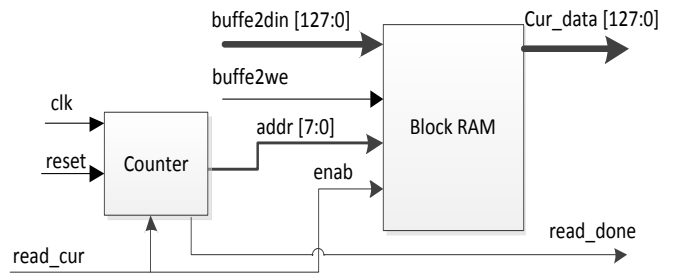 buffe2din [127:0]
Cur_data [127:0]
buffe2we
clk
addr [7:0]
Block RAM
reset
Counter
enab
read_done
read_cur